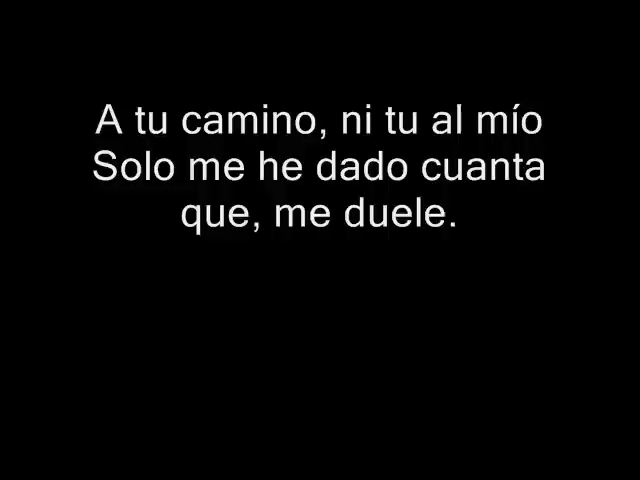 A tu camino, ni tu al mío
Solo me he dado cuanta
que, me duele.